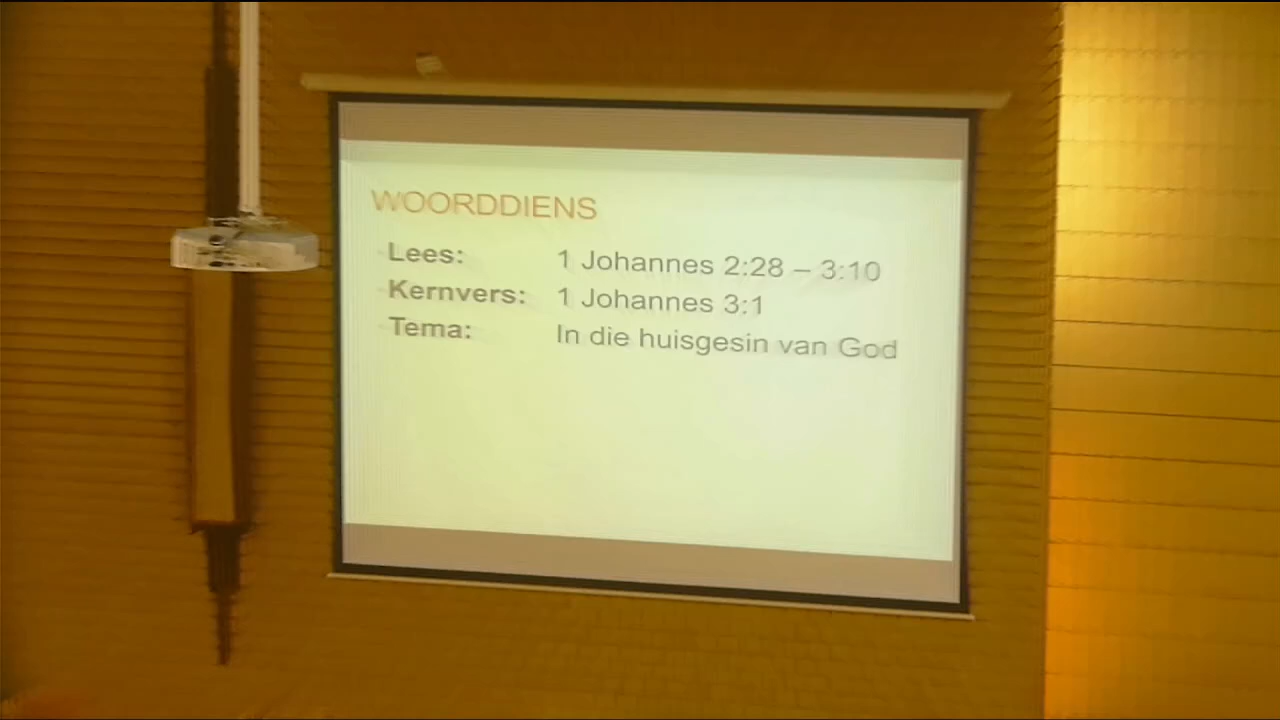 WOORDDIENS
Lees: 1 Johannes 2:28 – 3:10
Kernvers: 1 Johannes 3:1
Tema: In die huisgesin van God